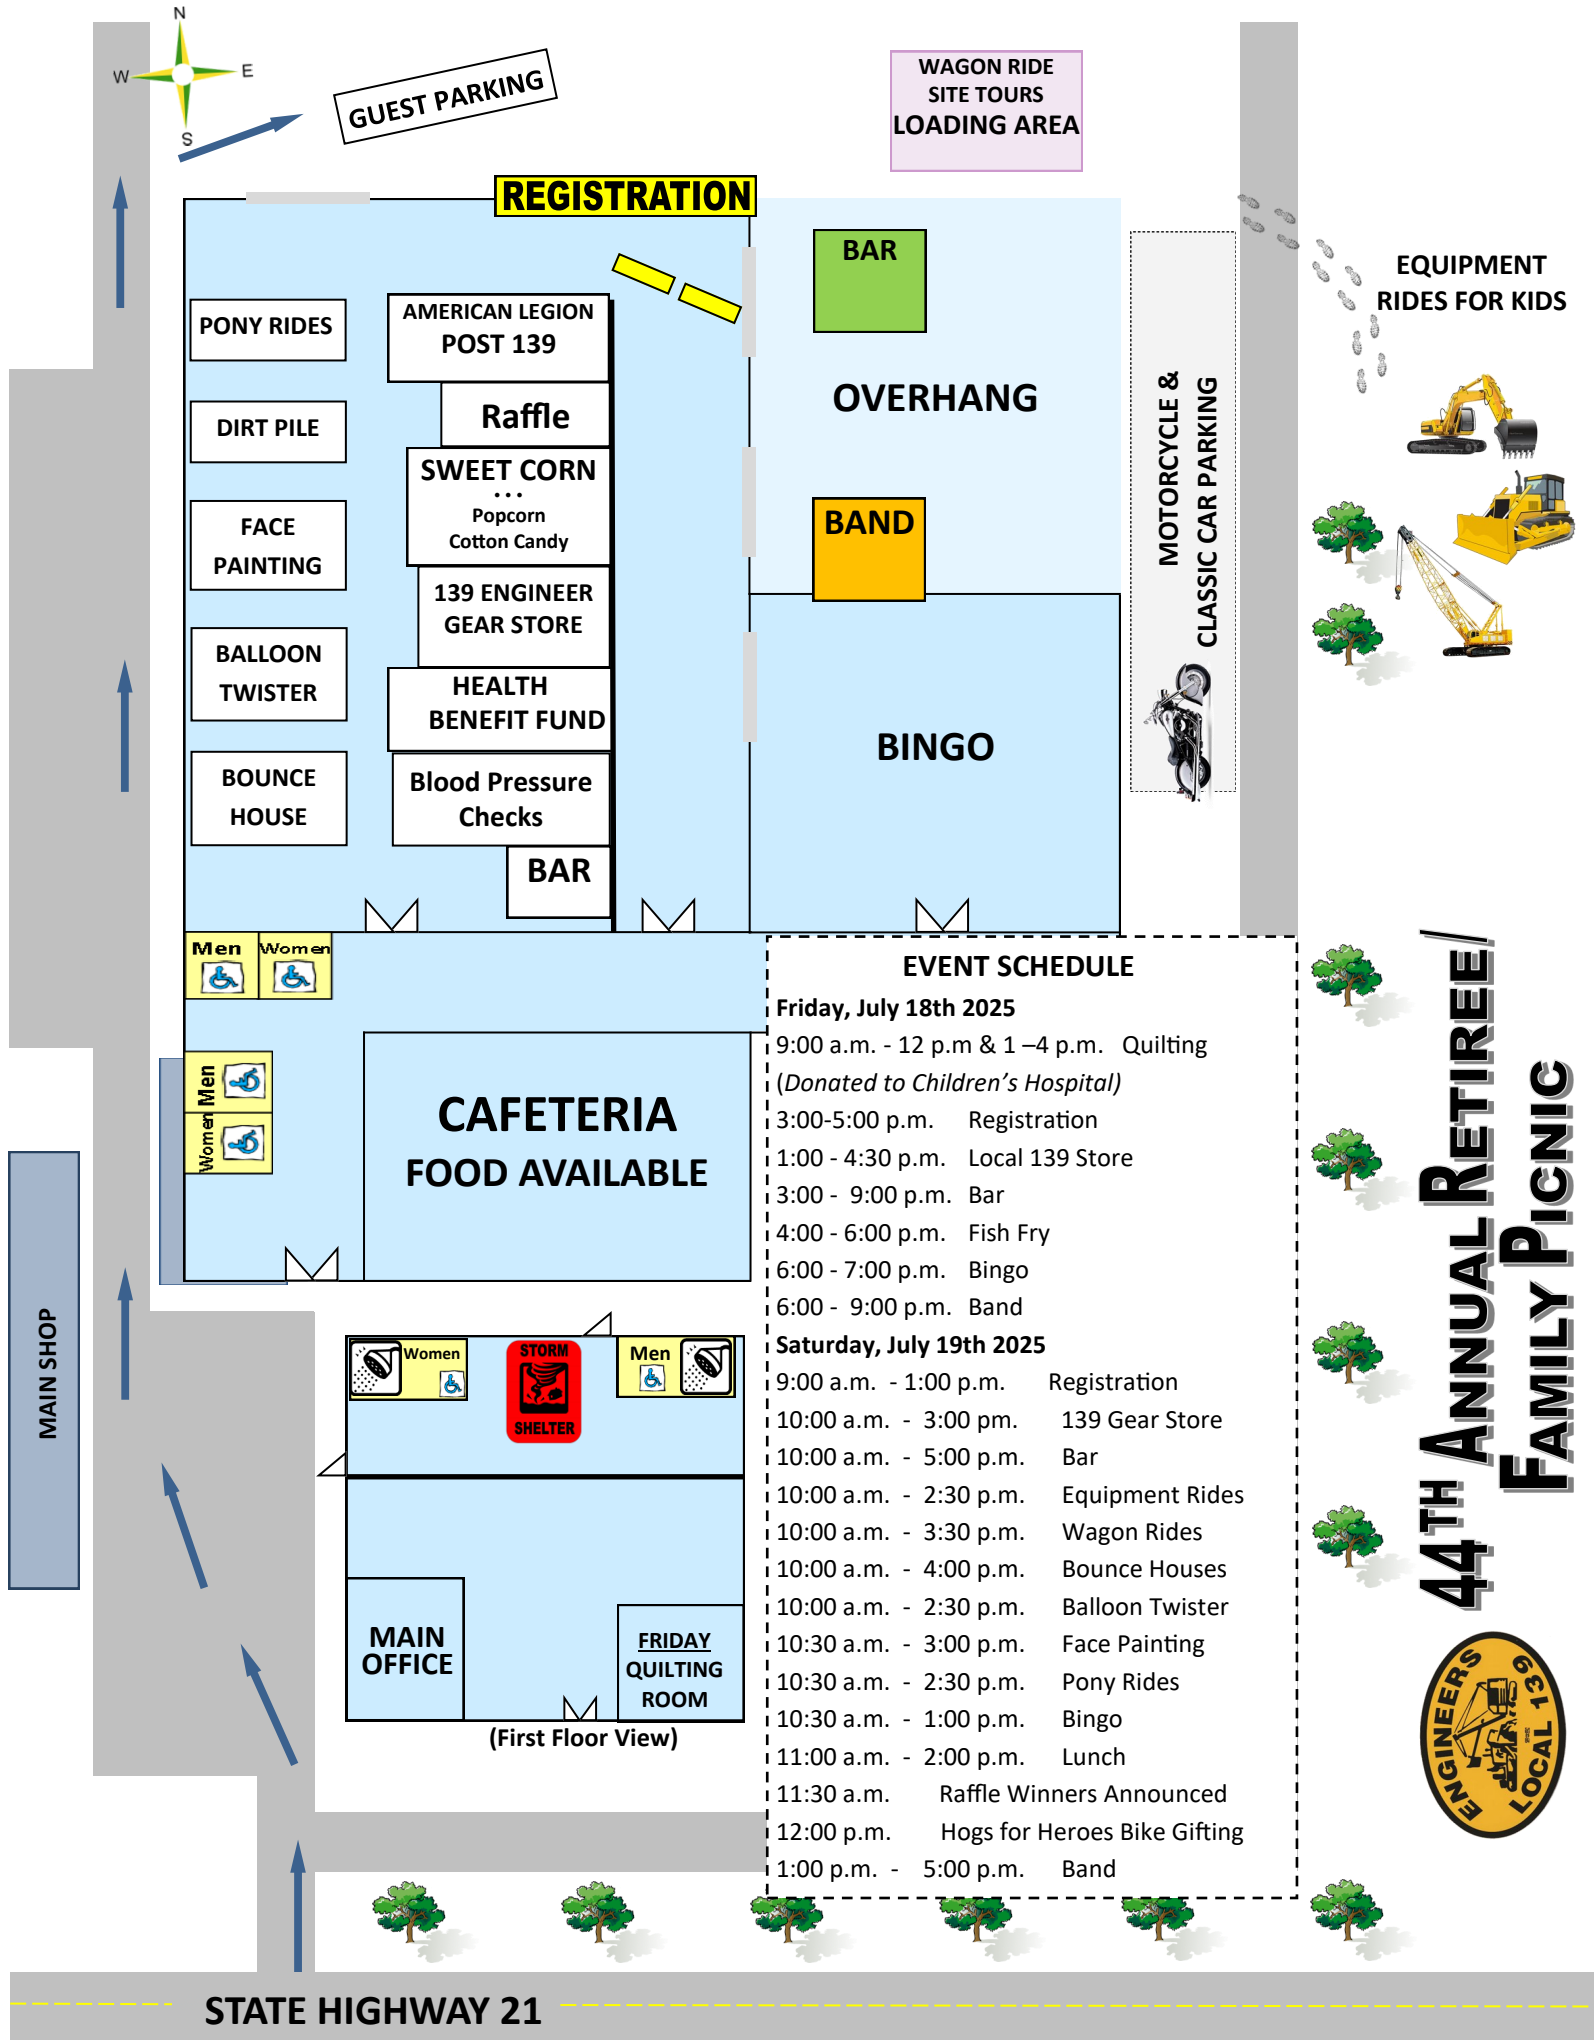 N
W
E
S
GUEST PARKING
WAGON RIDE
SITE TOURS
LOADING AREA
REGISTRATION
BAR
OVERHANG
BAND
BINGO
MOTORCYCLE &
CLASSIC CAR PARKING
EQUIPMENT
RIDES FOR KIDS
PONY RIDES
DIRT PILE
FACE
PAINTING
BALLOON
TWISTER
BOUNCE
HOUSE
AMERICAN LEGION
POST 139
Raffle
SWEET CORN
...
Popcorn
Cotton Candy
139 ENGINEER
GEAR STORE
HEALTH
BENEFIT FUND
Blood Pressure
Checks
BAR
Men
Women
Men
Women
CAFETERIA
FOOD AVAILABLE
MAIN SHOP
Women
STORM
SHELTER
Men
MAIN
OFFICE
FRIDAY
QUILTING
ROOM
(First Floor View)
EVENT SCHEDULE
Friday, July 18th 2025
9:00 a.m. - 12 p.m & 1 –4 p.m. Quilting
(Donated to Children’s Hospital)
3:00-5:00 p.m. Registration
1:00 - 4:30 p.m. Local 139 Store
3:00 - 9:00 p.m. Bar
4:00 - 6:00 p.m. Fish Fry
6:00 - 7:00 p.m. Bingo
6:00 - 9:00 p.m. Band
Saturday, July 19th 2025
9:00 a.m. - 1:00 p.m. Registration
10:00 a.m. - 3:00 pm. 139 Gear Store
10:00 a.m. - 5:00 p.m. Bar
10:00 a.m. - 2:30 p.m. Equipment Rides
10:00 a.m. - 3:30 p.m. Wagon Rides
10:00 a.m. - 4:00 p.m. Bounce Houses
10:00 a.m. - 2:30 p.m. Balloon Twister
10:30 a.m. - 3:00 p.m. Face Painting
10:30 a.m. - 2:30 p.m. Pony Rides
10:30 a.m. - 1:00 p.m. Bingo
11:00 a.m. - 2:00 p.m. Lunch
11:30 a.m. Raffle Winners Announced
12:00 p.m. Hogs for Heroes Bike Gifting
1:00 p.m. - 5:00 p.m. Band
44TH ANNUAL RETIREE/
FAMILY PICNIC
ENGINEERS
LOCAL 139
STATE HIGHWAY 21